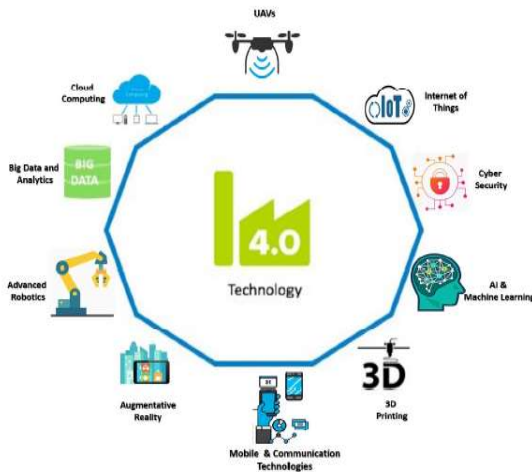 UAVs
Cloud
Computing
IoT
Internet of
Things
Big Data and
Analytics
BIG
DATA
Cyber
Security
4.0
Technology
Advanced
Robotics
AI &
Machine Learning
Augmentative
Reality
3D
3D
Printing
Mobile & Communication
Technologies